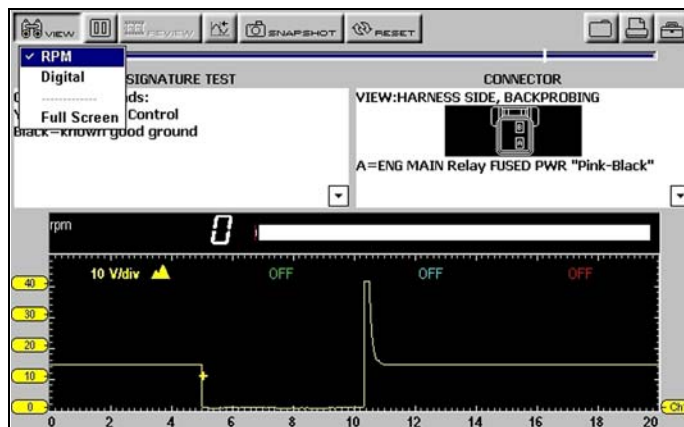 VIEW
REVIEW
SNAPSHOT
RESET
✓ RPM
Digital
------------
Full Screen
SIGNATURE TEST
ds:
Control
Black=known good ground
CONNECTOR
VIEW:HARNESS SIDE, BACKPROBING
B
A=ENG MAIN Relay FUSED PWR "Pink-Black"
rpm
0
10 V/div
OFF
OFF
OFF
40
30
20
10
0
0 2 4 6 8 10 12 14 16 18 20